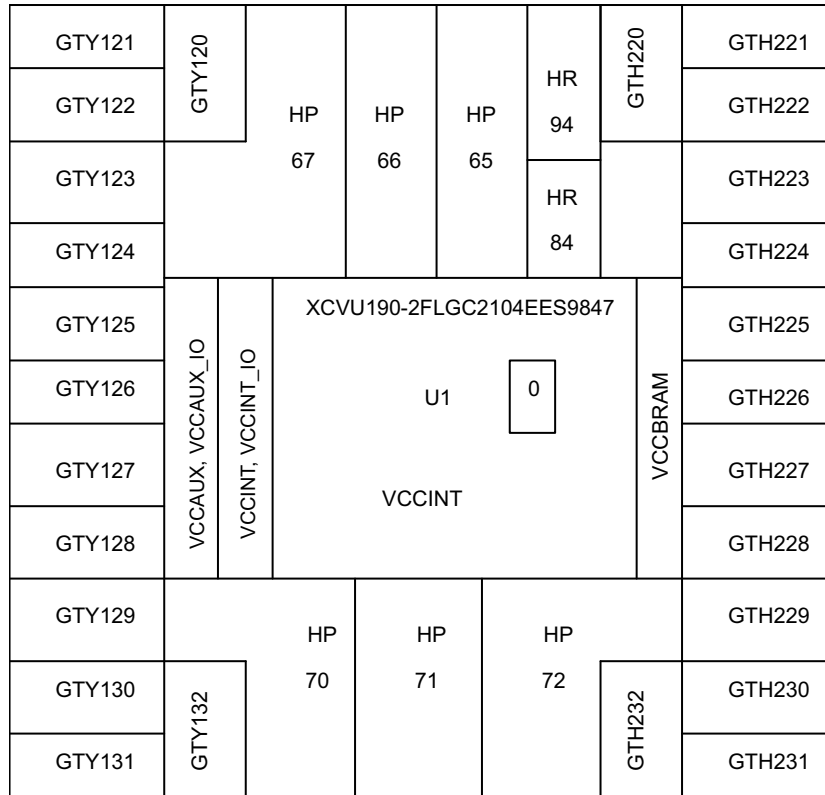 GTY121
GTY120
GTH220
GTH221
GTY122
HP
67
HP
66
HP
65
HR
94
GTH222
GTY123
HR
84
GTH223
GTY124
GTH224
XCVU190-2FLGC2104EES9847
GTY125
VCCAUX, VCCAUX_IO
VCCINT, VCCINT_IO
GTH225
GTY126
U1
0
VCCBRAM
GTH226
GTY127
VCCINT
GTH227
GTY128
GTH228
GTY129
HP
70
HP
71
HP
72
GTH229
GTY130
GTY132
GTH232
GTH230
GTY131
GTH231